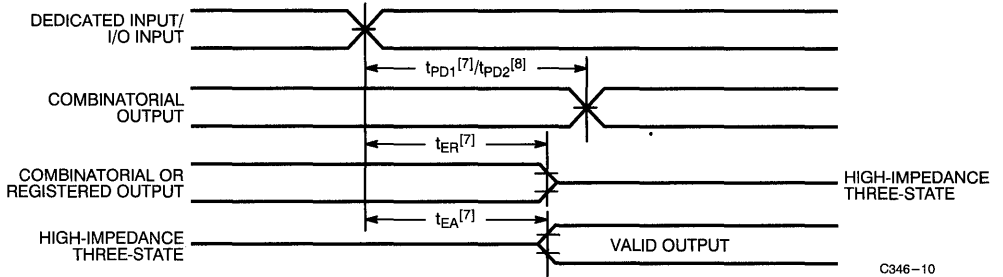 DEDICATED INPUT/
I/O INPUT
tPD1[7]/tPD2[8]
COMBINATORIAL
OUTPUT
tER[7]
COMBINATORIAL OR
REGISTERED OUTPUT
HIGH-IMPEDANCE
THREE-STATE
tEA[7]
HIGH-IMPEDANCE
THREE-STATE
VALID OUTPUT
C346-10